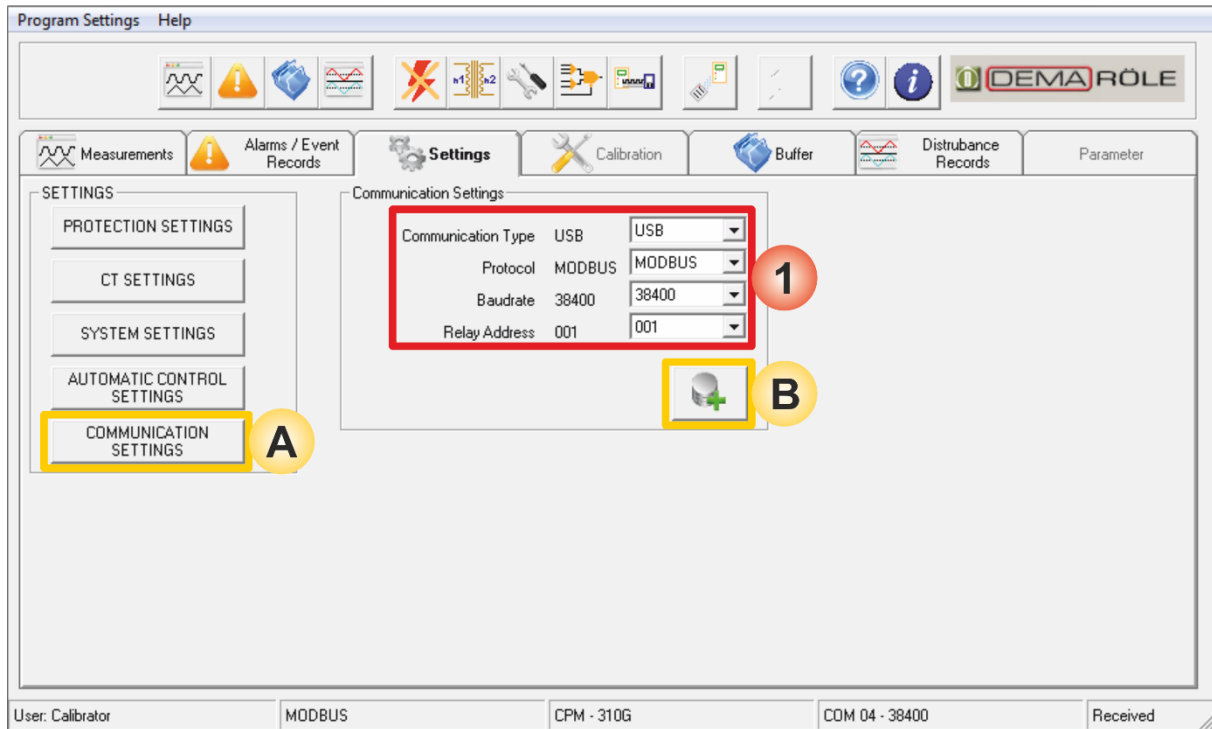 Program Settings Help
h1 h2
? i DEMA RÖLE
Measurements Alarms / Event Records Settings Calibration Buffer Distrubance Records Parameter
SETTINGS
PROTECTION SETTINGS
CT SETTINGS
SYSTEM SETTINGS
AUTOMATIC CONTROL
SETTINGS
COMMUNICATION
SETTINGS
A
Communication Settings
Communication Type USB USB
Protocol MODBUS MODBUS
Baudrate 38400 38400
Relay Address 001 001
1
B
User: Calibrator MODBUS CPM - 310G COM 04 - 38400 Received